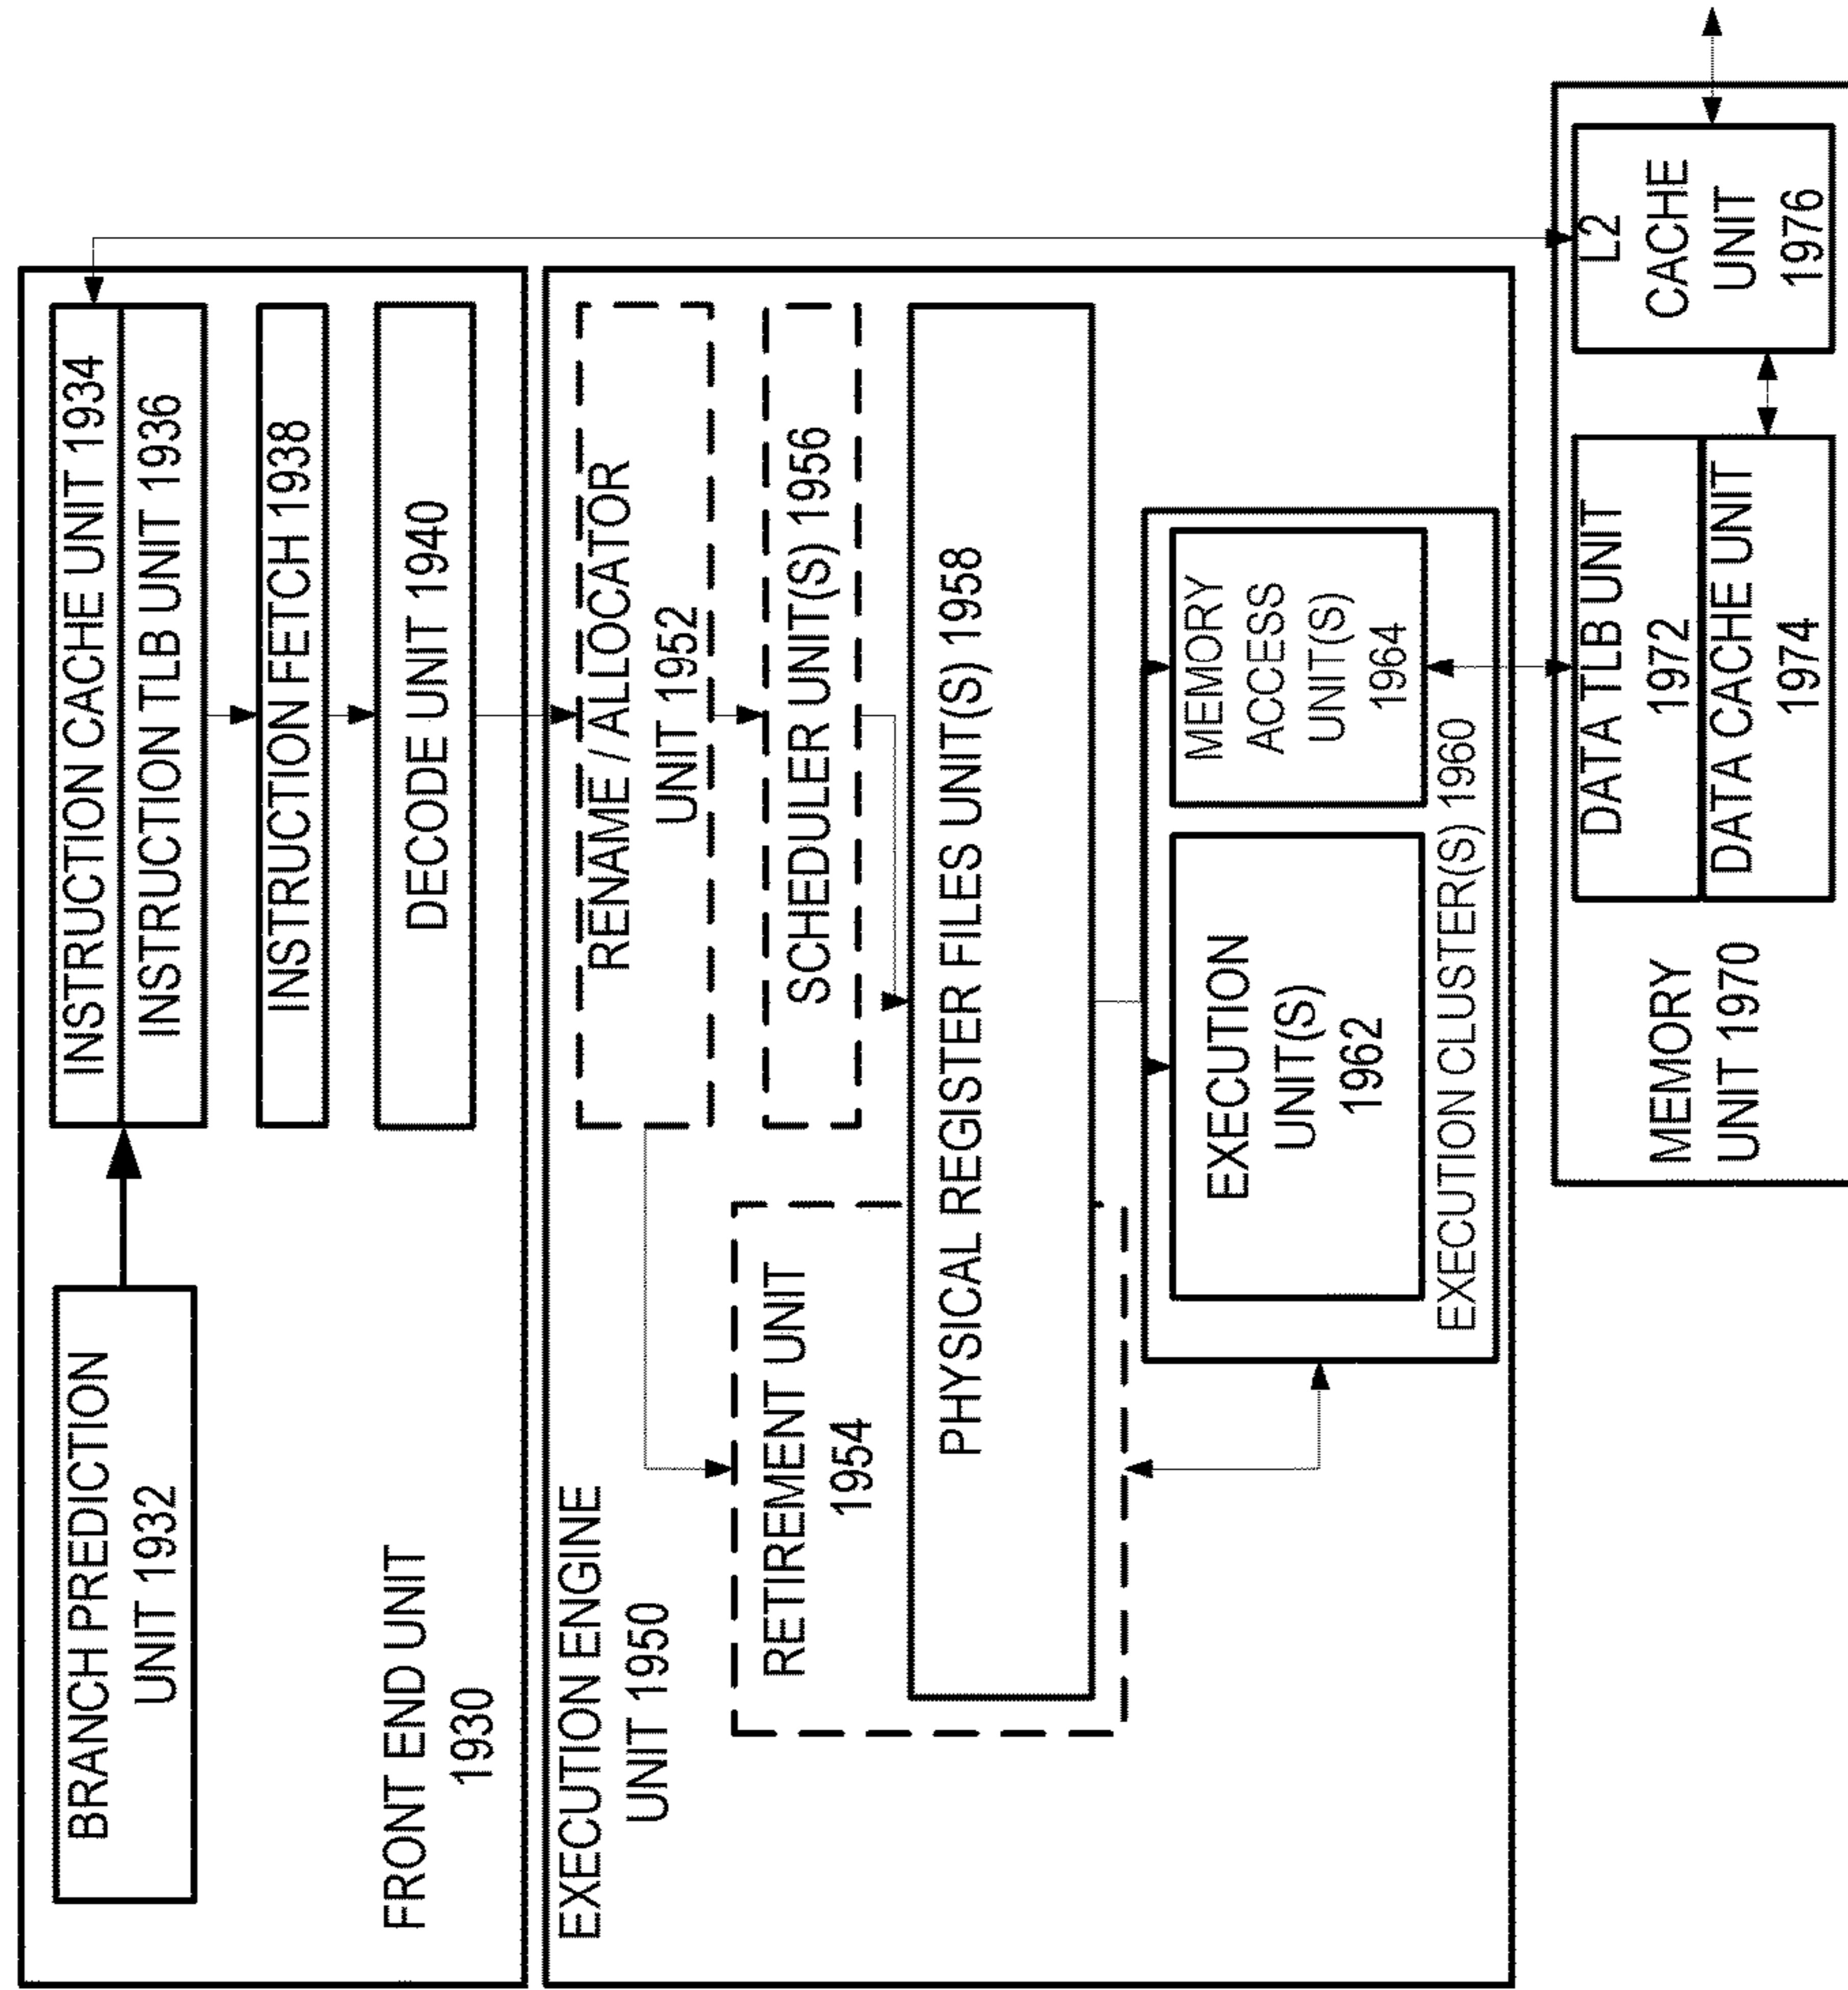 BRANCH PREDICTION
UNIT 1932
INSTRUCTION CACHE UNIT 1934
INSTRUCTION TLB UNIT 1936
INSTRUCTION FETCH 1938
DECODE UNIT 1940
FRONT END UNIT
1930
EXECUTION ENGINE
UNIT 1950
RENAME / ALLOCATOR
UNIT 1952
RETIREMENT UNIT
1954
SCHEDULER UNIT(S) 1956
PHYSICAL REGISTER FILES UNIT(S) 1958
EXECUTION
UNIT(S)
1962
MEMORY
ACCESS
UNIT(S)
1964
EXECUTION CLUSTER(S) 1960
MEMORY
UNIT 1970
DATA TLB UNIT
1972
DATA CACHE UNIT
1974
L2
CACHE
UNIT
1976